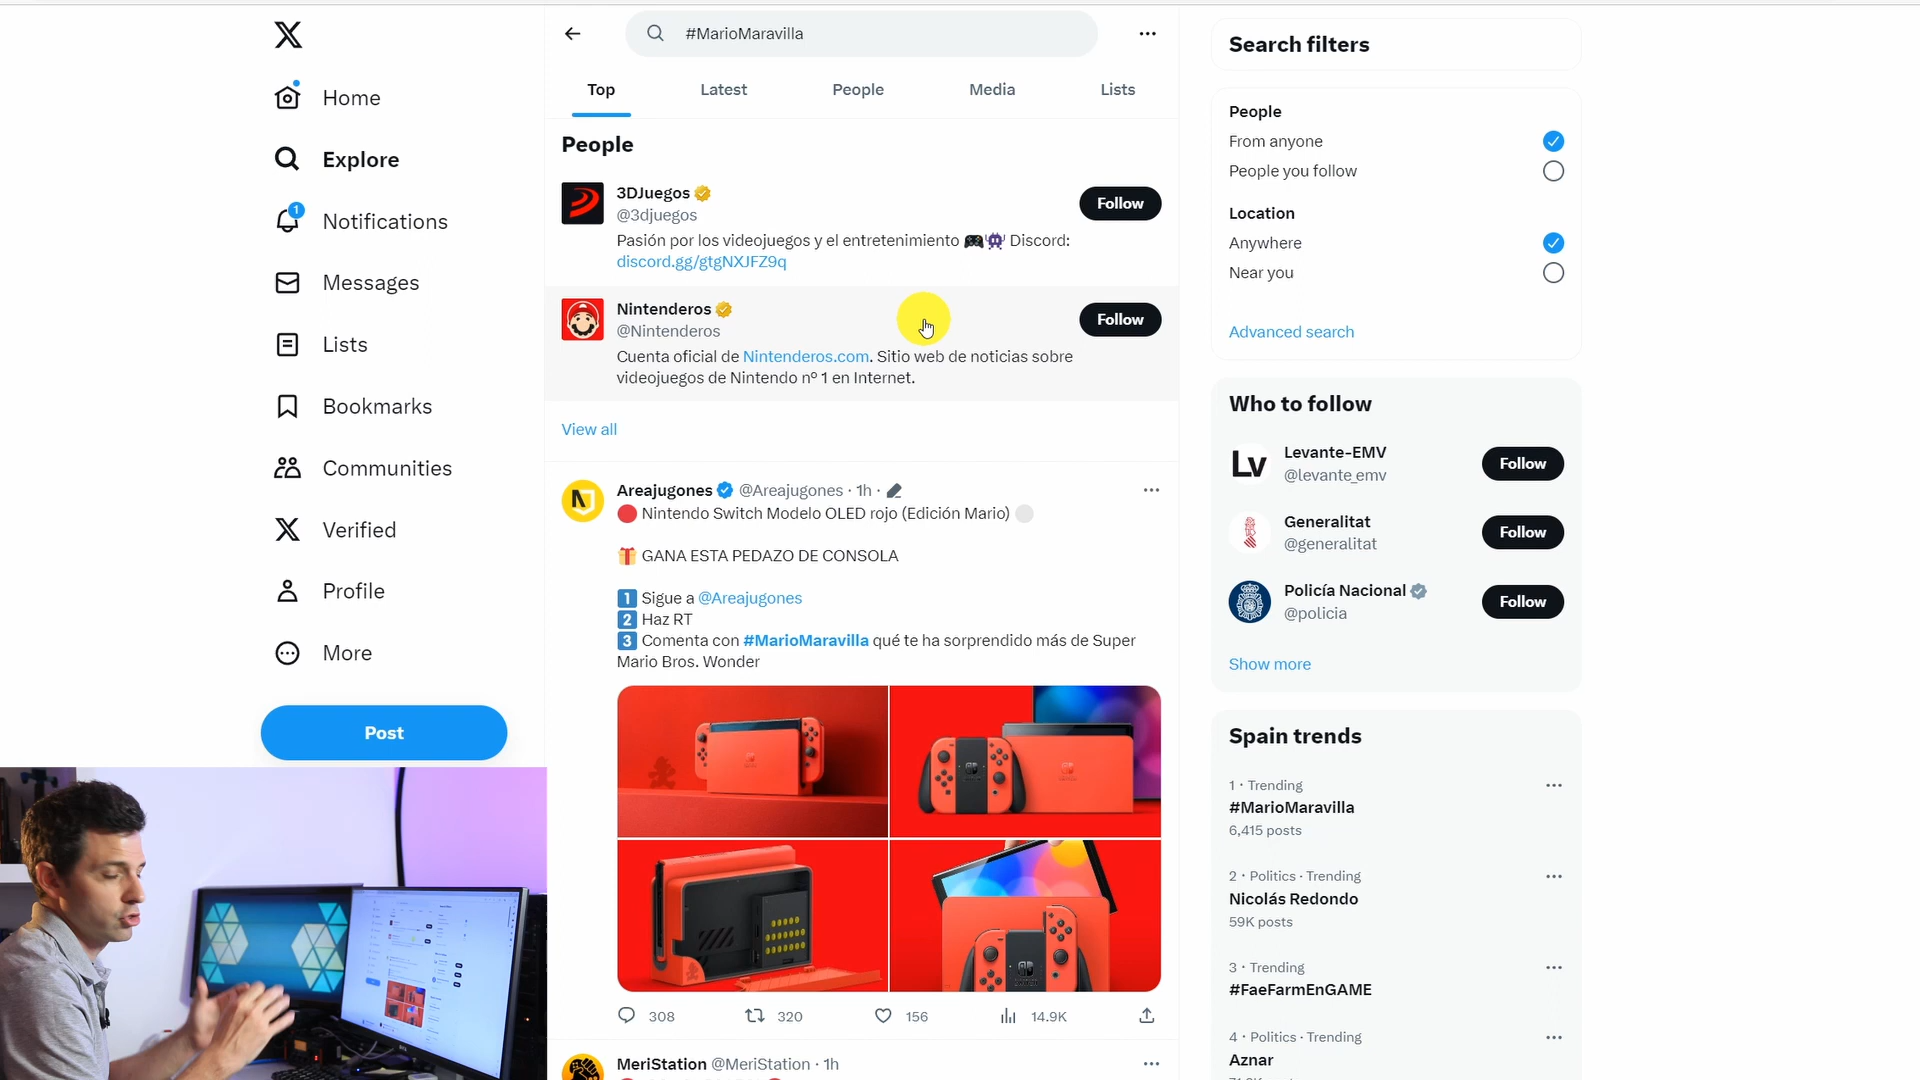 #MarioMaravilla
Top Latest People Media Lists
Home
Explore
1
Notifications
Messages
Lists
Bookmarks
Communities
Verified
Profile
More
Post
People
3DJuegos
@3djuegos
Follow
Pasión por los videojuegos y el entretenimiento 🎮👾 Discord:
discord.gg/gtgNXJFZ9q
Nintenderos
@Nintenderos
Follow
Cuenta oficial de Nintenderos.com. Sitio web de noticias sobre
videojuegos de Nintendo nº 1 en Internet.
View all
Areajugones @Areajugones · 1h ·
🔴 Nintendo Switch Modelo OLED rojo (Edición Mario) ⚪
🎁 GANA ESTA PEDAZO DE CONSOLA
1️⃣ Sigue a @Areajugones
2️⃣ Haz RT
3️⃣ Comenta con #MarioMaravilla qué te ha sorprendido más de Super
Mario Bros. Wonder
308 320 156 14.9K
MeriStation @MeriStation · 1h
Search filters
People
From anyone
People you follow
Location
Anywhere
Near you
Advanced search
Who to follow
Lv
Levante-EMV
@levante_emv
Follow
Generalitat
@generalitat
Follow
Policía Nacional
@policia
Follow
Show more
Spain trends
1 · Trending
#MarioMaravilla
6,415 posts
2 · Politics · Trending
Nicolás Redondo
59K posts
3 · Trending
#FaeFarmEnGAME
4 · Politics · Trending
Aznar